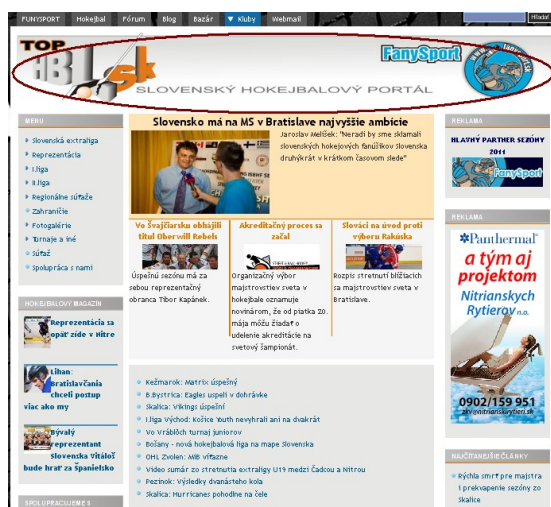 FUNYSPORT Hokejbal Fórum Blog Bazár ▼ Kluby Webmail
Hľadať
TOP
HBL.sk
FanySport
SLOVENSKÝ HOKEJBALOVÝ PORTÁL
MENU
Slovenská extraliga
Reprezentácia
I.liga
II.liga
Regionálne súťaže
Zahraničie
Fotogalérie
Turnaje a iné
Súťaž
Spolupráca s nami
HOKEJBALOVÝ MAGAZÍN
Reprezentácia sa
opäť zíde v Nitre
Líhan:
Bratislavčania
chceli postup
viac ako my
Bývalý
reprezentant
Slovenska Vitáloš
bude hrať za Španielsko
SPOLUPRACUJEME S
Slovensko má na MS v Bratislave najvyššie ambície
Jaroslav Melíšek: "Neradi by sme sklamali
slovenských hokejových fanúšikov Slovenska
druhýkrát v krátkom časovom slede"
Vo Švajčiarsku obhájili
titul Oberwill Rebels
Úspešnú sezónu má za
sebou reprezentačný
obranca Tibor Kapánek.
Akreditačný proces sa
začal
Organizačný výbor
majstrovstiev sveta v
hokejbale oznamuje
novinárom, že od piatka 20.
mája môžu žiadať o
udelenie akreditácie na
svetový šampionát.
Slováci na úvod proti
výberu Rakúska
Rozpis stretnutí blížiacich
sa majstrovstiev sveta v
Bratislave.
Kežmarok: Matrix úspešný
B.Bystrica: Eagles uspeli v dohrávke
Skalica: Vikings úspešní
I.liga Východ: Košice Youth nevyhrali ani na dvakrát
Vo Vrábľoch turnaj juniorov
Bošany - nová hokejbalová liga na mape Slovenska
OHL Zvolen: MIB víťazne
Video sumár zo stretnutia extraligy U19 medzi Čadcou a Nitrou
Pezinok: Výsledky dvanásteho kola
Skalica: Hurricanes pohodlne na čele
REKLAMA
HLAVNÝ PARTNER SEZÓNY
2011
FanySport
REKLAMA
Panthermal®
a tým aj
projektom
Nitrianskych
Rytierov n.o.
0902/159 951
zkv@nitrianskyrytieri.sk
NAJČÍTANEJŠIE ČLÁNKY
Rýchla smrť pre majstra
i prekvapenie sezóny zo
Skalice